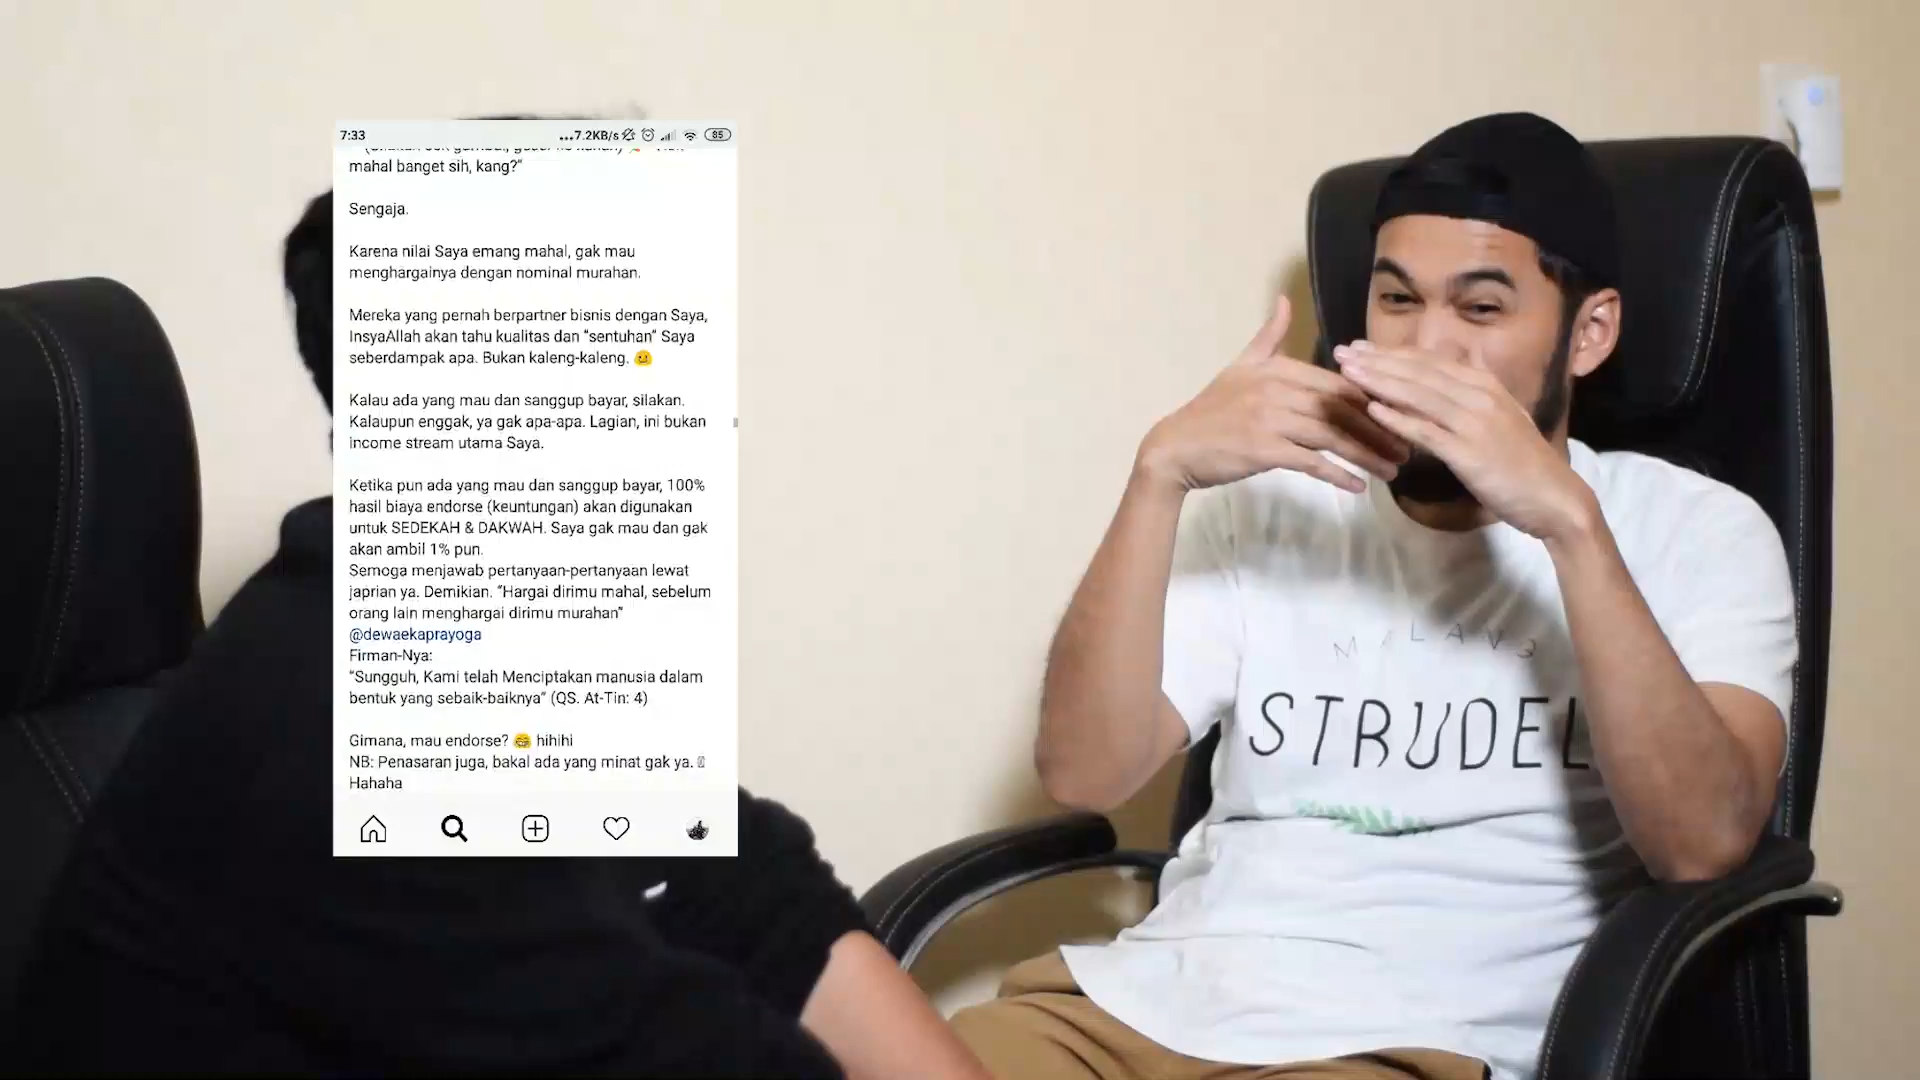 7:33
...7.2KB/s
85
mahal banget sih, kang?"
Sengaja.
Karena nilai Saya emang mahal, gak mau
menghargainya dengan nominal murahan.
Mereka yang pernah berpartner bisnis dengan Saya,
InsyaAllah akan tahu kualitas dan "sentuhan" Saya
seberdampak apa. Bukan kaleng-kaleng. 😆
Kalau ada yang mau dan sanggup bayar, silakan.
Kalaupun enggak, ya gak apa-apa. Lagian, ini bukan
income stream utama Saya.
Ketika pun ada yang mau dan sanggup bayar, 100%
hasil biaya endorse (keuntungan) akan digunakan
untuk SEDEKAH & DAKWAH. Saya gak mau dan gak
akan ambil 1% pun.
Semoga menjawab pertanyaan-pertanyaan lewat
japrian ya. Demikian. "Hargai dirimu mahal, sebelum
orang lain menghargai dirimu murahan"
@dewaekaprayoga
Firman-Nya:
"Sungguh, Kami telah Menciptakan manusia dalam
bentuk yang sebaik-baiknya" (QS. At-Tin: 4)
Gimana, mau endorse? 😂 hihihi
NB: Penasaran juga, bakal ada yang minat gak ya.
Hahaha
MALANG
STRUDEL